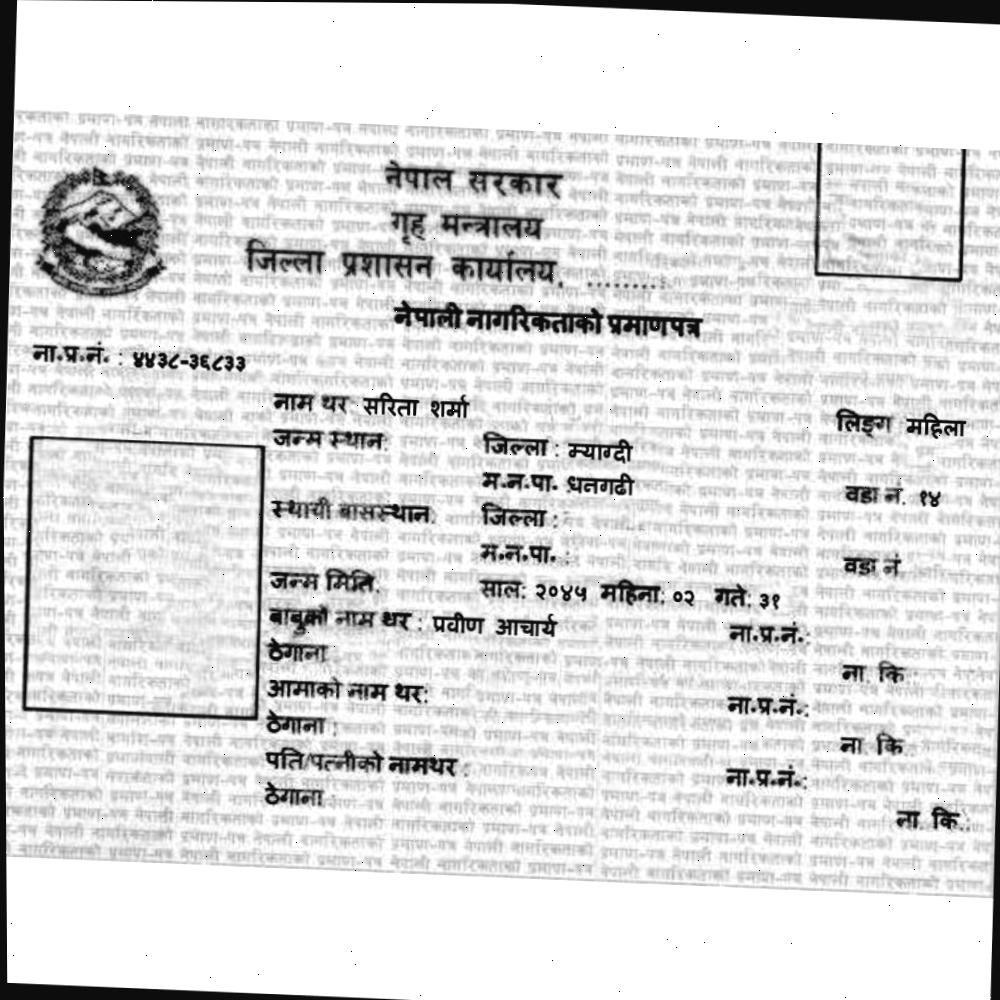 नेपाल सरकार
गृह मन्त्रालय
जिल्ला प्रशासन कार्यालय, ........:
नेपाली नागरिकताको प्रमाणपत्र
ना.प्र.नं. : ४४३८-३६८३३
नाम थर सरिता शर्मा लिङ्ग महिला
जन्म स्थान: जिल्ला : म्याग्दी
म.न.पा. धनगढी वडा नं. १४
स्थायी बासस्थान: जिल्ला :
म.न.पा. : वडा नं
जन्म मिति: साल: २०४५ महिना: ०२ गते: ३१
बाबुको नाम थर : प्रवीण आचार्य ना.प्र.नं.:
ठेगाना ना. कि :
आमाको नाम थर: ना.प्र.नं.:
ठेगाना : ना कि :
पति/पत्नीको नामथर : ना.प्र.नं.:
ठेगाना : ना. कि.: